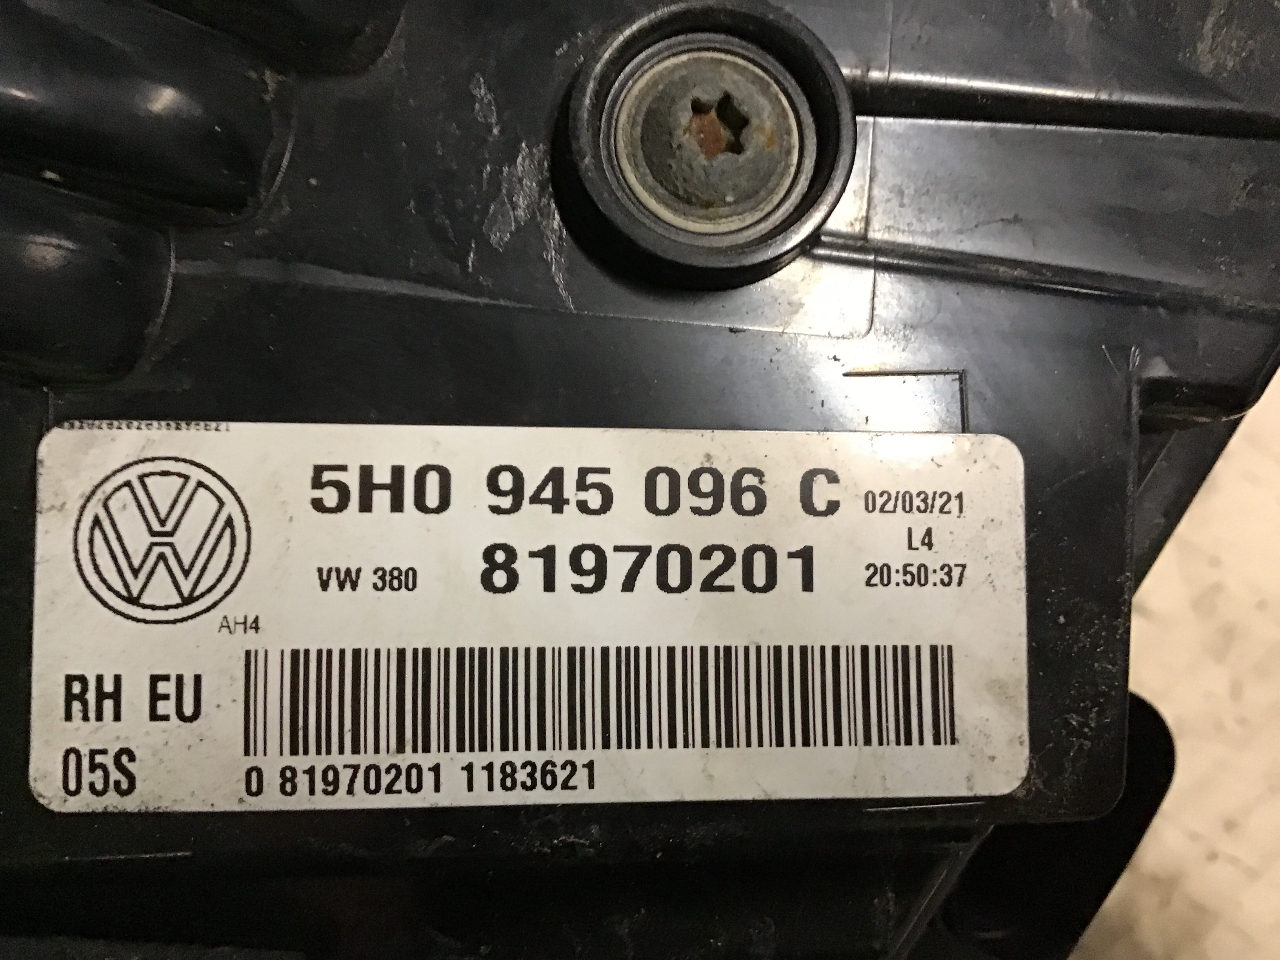 5H0 945 096 C 02/03/21
L4
VW 380 81970201 20:50:37
AH4
RH EU
05S
0 81970201 1183621